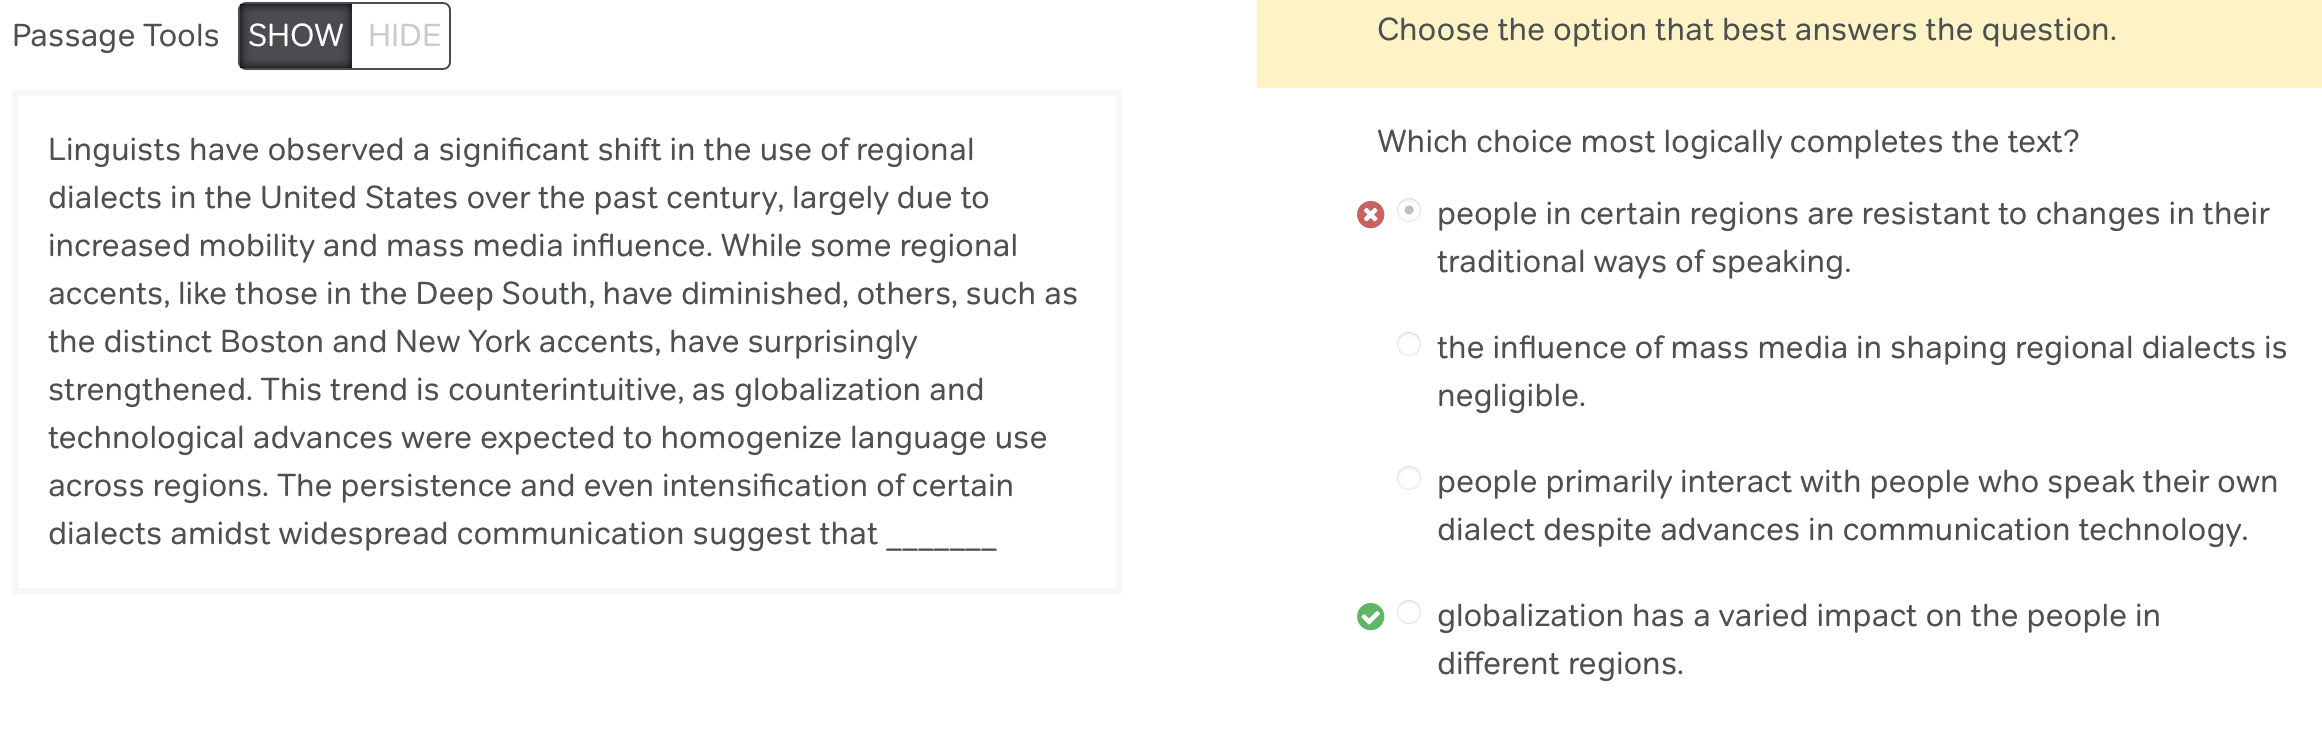 Passage Tools SHOW HIDE
Linguists have observed a significant shift in the use of regional
dialects in the United States over the past century, largely due to
increased mobility and mass media influence. While some regional
accents, like those in the Deep South, have diminished, others, such as
the distinct Boston and New York accents, have surprisingly
strengthened. This trend is counterintuitive, as globalization and
technological advances were expected to homogenize language use
across regions. The persistence and even intensification of certain
dialects amidst widespread communication suggest that _______
Choose the option that best answers the question.
Which choice most logically completes the text?
people in certain regions are resistant to changes in their
traditional ways of speaking.
the influence of mass media in shaping regional dialects is
negligible.
people primarily interact with people who speak their own
dialect despite advances in communication technology.
globalization has a varied impact on the people in
different regions.